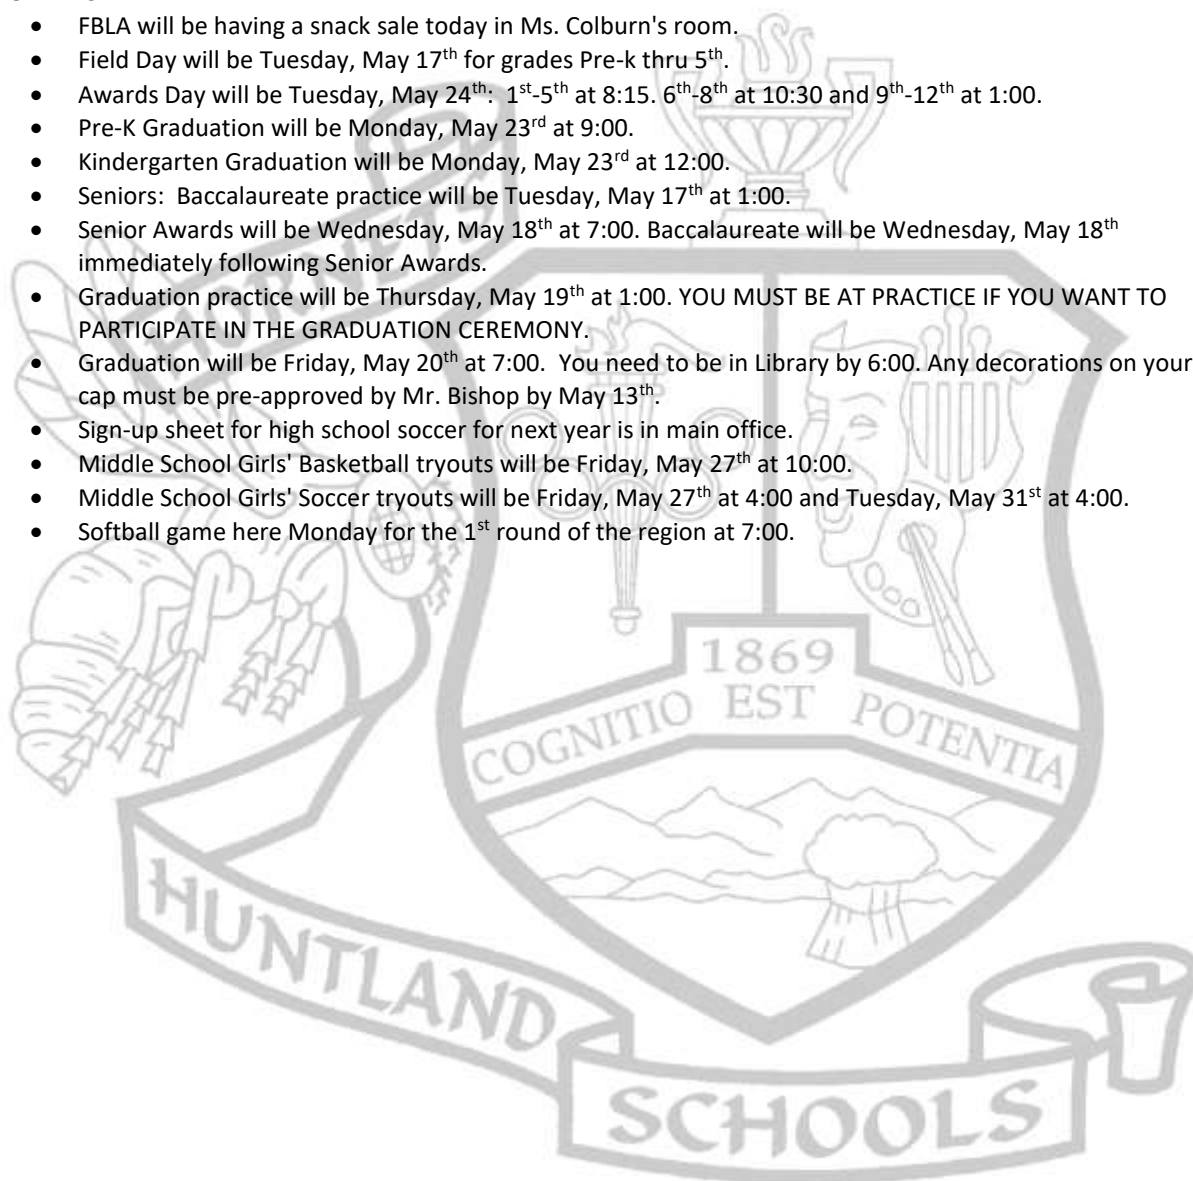 • FBLA will be having a snack sale today in Ms. Colburn's room.
• Field Day will be Tuesday, May 17th for grades Pre-k thru 5th.
• Awards Day will be Tuesday, May 24th: 1st-5th at 8:15. 6th-8th at 10:30 and 9th-12th at 1:00.
• Pre-K Graduation will be Monday, May 23rd at 9:00.
• Kindergarten Graduation will be Monday, May 23rd at 12:00.
• Seniors: Baccalaureate practice will be Tuesday, May 17th at 1:00.
• Senior Awards will be Wednesday, May 18th at 7:00. Baccalaureate will be Wednesday, May 18th
immediately following Senior Awards.
• Graduation practice will be Thursday, May 19th at 1:00. YOU MUST BE AT PRACTICE IF YOU WANT TO
PARTICIPATE IN THE GRADUATION CEREMONY.
• Graduation will be Friday, May 20th at 7:00. You need to be in Library by 6:00. Any decorations on your
cap must be pre-approved by Mr. Bishop by May 13th.
• Sign-up sheet for high school soccer for next year is in main office.
• Middle School Girls' Basketball tryouts will be Friday, May 27th at 10:00.
• Middle School Girls' Soccer tryouts will be Friday, May 27th at 4:00 and Tuesday, May 31st at 4:00.
• Softball game here Monday for the 1st round of the region at 7:00.
HORNETS
1869
COGNITIO EST POTENTIA
HUNTLAND
SCHOOLS